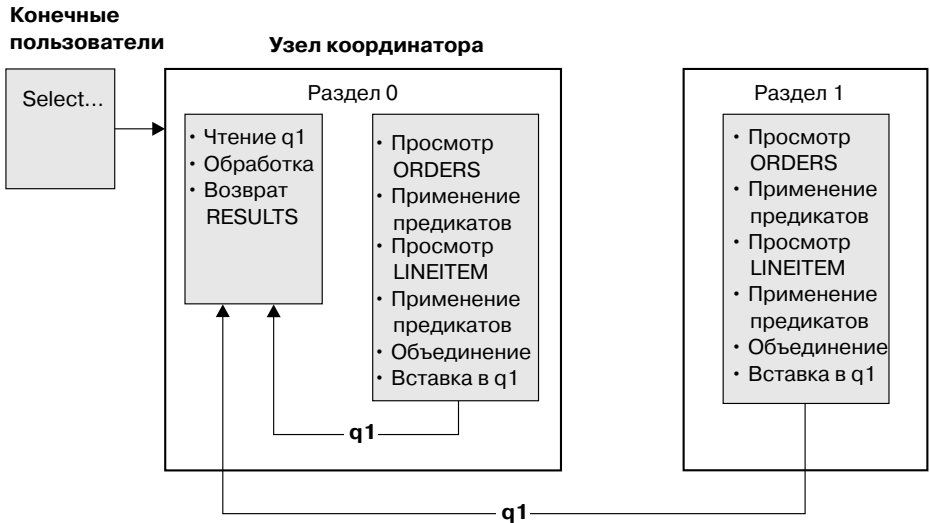 Конечные
пользователи
Узел координатора
Select...
Раздел 0
• Чтение q1
• Обработка
• Возврат
RESULTS
• Просмотр
ORDERS
• Применение
предикатов
• Просмотр
LINEITEM
• Применение
предикатов
• Объединение
• Вставка в q1
q1
Раздел 1
• Просмотр
ORDERS
• Применение
предикатов
• Просмотр
LINEITEM
• Применение
предикатов
• Объединение
• Вставка в q1
q1